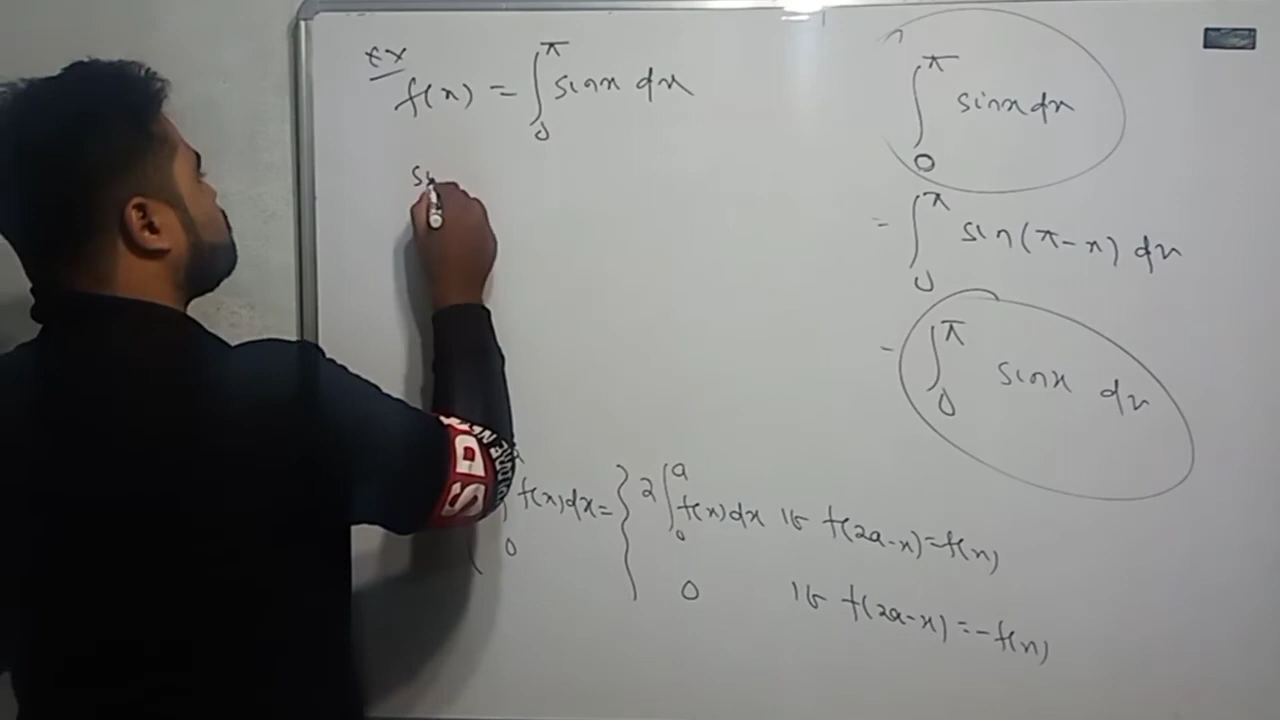 Ex
f(x) = ∫₀^π sinx dx
∫₀^π sinx dx
= ∫₀^π sin(π-x) dx
= ∫₀^π sinx dx
f(x)dx = { 2∫₀^a f(x)dx if f(2a-x)=f(x)
0 if f(2a-x)=-f(x)